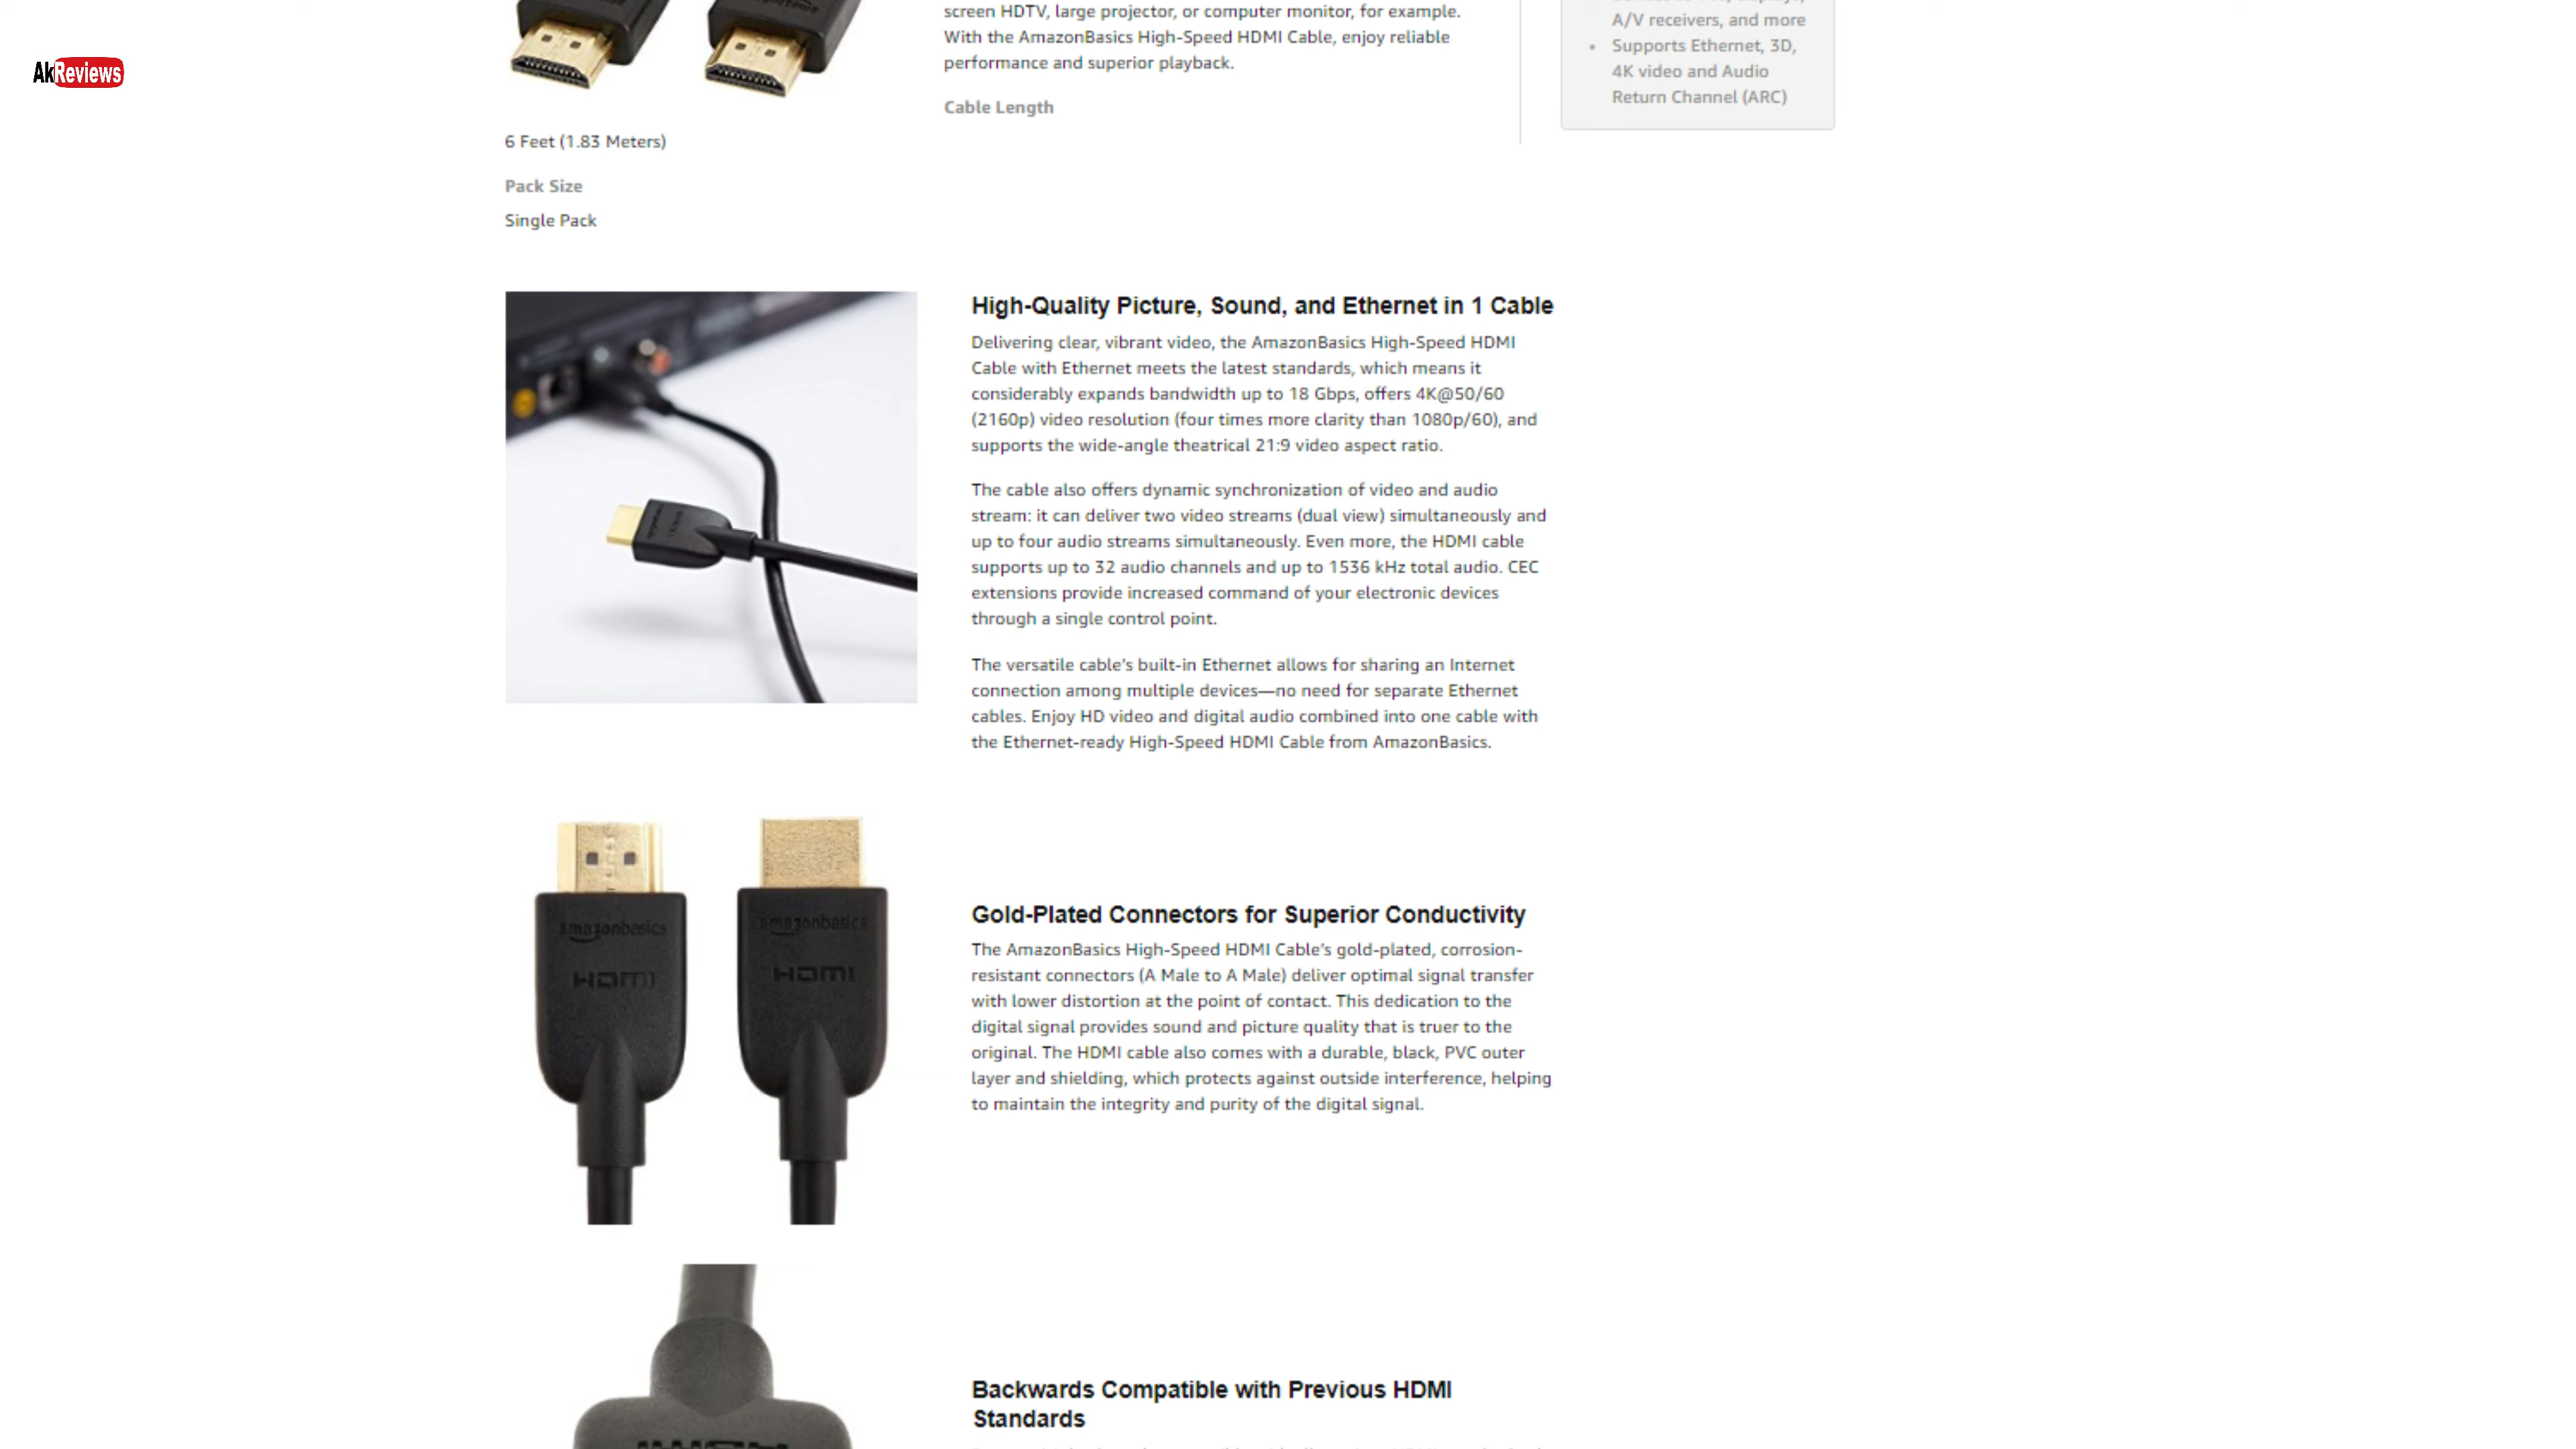 screen HDTV, large projector, or computer monitor, for example.
With the AmazonBasics High-Speed HDMI Cable, enjoy reliable
performance and superior playback.
Cable Length
6 Feet (1.83 Meters)
Pack Size
Single Pack
A/V receivers, and more
• Supports Ethernet, 3D,
4K video and Audio
Return Channel (ARC)
AkReviews
High-Quality Picture, Sound, and Ethernet in 1 Cable
Delivering clear, vibrant video, the AmazonBasics High-Speed HDMI
Cable with Ethernet meets the latest standards, which means it
considerably expands bandwidth up to 18 Gbps, offers 4K@50/60
(2160p) video resolution (four times more clarity than 1080p/60), and
supports the wide-angle theatrical 21:9 video aspect ratio.
The cable also offers dynamic synchronization of video and audio
stream: it can deliver two video streams (dual view) simultaneously and
up to four audio streams simultaneously. Even more, the HDMI cable
supports up to 32 audio channels and up to 1536 kHz total audio. CEC
extensions provide increased command of your electronic devices
through a single control point.
The versatile cable's built-in Ethernet allows for sharing an Internet
connection among multiple devices—no need for separate Ethernet
cables. Enjoy HD video and digital audio combined into one cable with
the Ethernet-ready High-Speed HDMI Cable from AmazonBasics.
amazonbasics
HDMI
amazonbasics
HDMI
Gold-Plated Connectors for Superior Conductivity
The AmazonBasics High-Speed HDMI Cable's gold-plated, corrosion-
resistant connectors (A Male to A Male) deliver optimal signal transfer
with lower distortion at the point of contact. This dedication to the
digital signal provides sound and picture quality that is truer to the
original. The HDMI cable also comes with a durable, black, PVC outer
layer and shielding, which protects against outside interference, helping
to maintain the integrity and purity of the digital signal.
Backwards Compatible with Previous HDMI
Standards